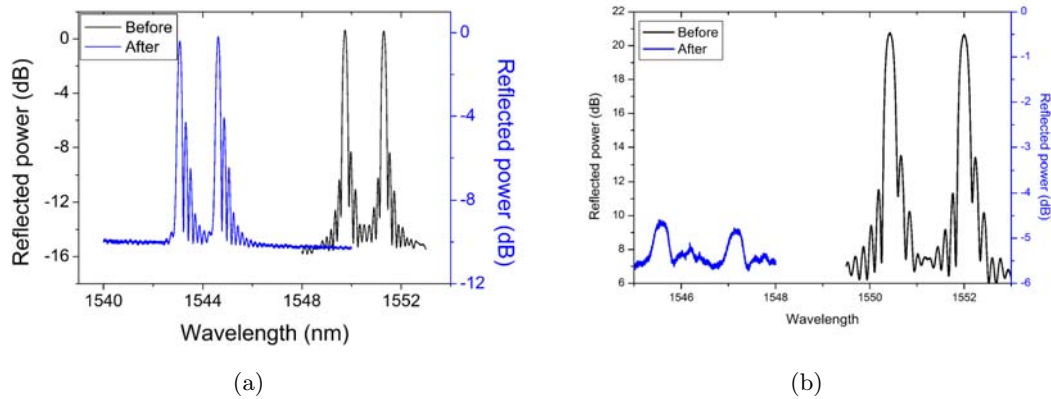 Before
After
0
-4
-8
-12
-16
Reflected power (dB)
0
-4
-8
-12
Reflected power (dB)
1540
1544
1548
1552
Wavelength (nm)
(a)
Before
After
22
20
18
16
14
12
10
8
6
Reflected power (dB)
0
-1
-2
-3
-4
-5
-6
Reflected power (dB)
1546
1548
1550
1552
Wavelength
(b)